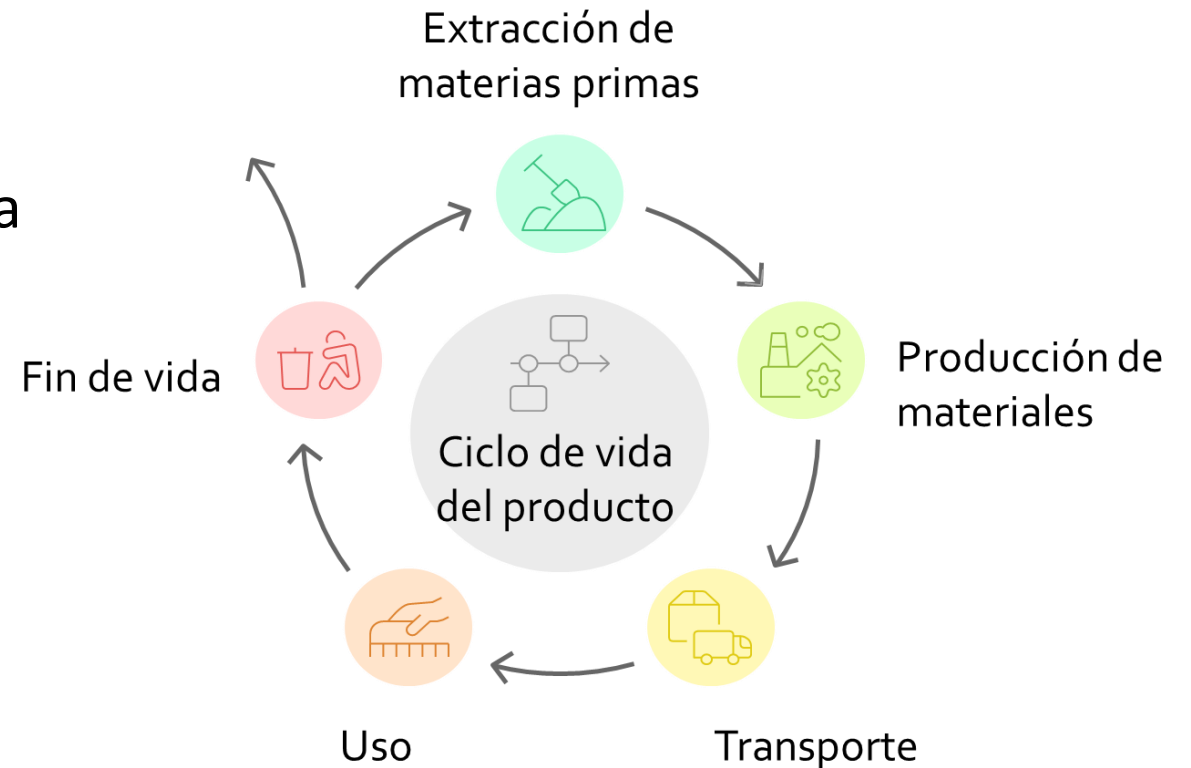 Extracción de
materias primas
a
Producción de
materiales
Fin de vida
Ciclo de vida
del producto
Uso
Transporte